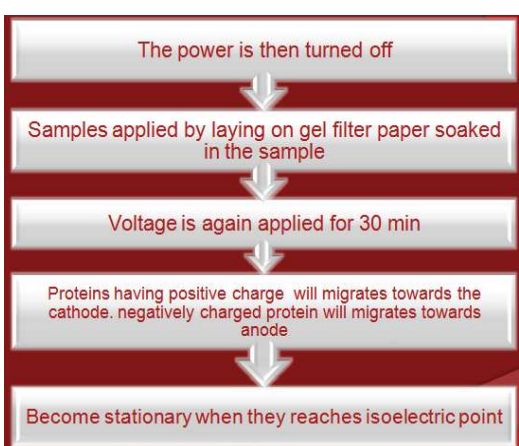 The power is then turned off
Samples applied by laying on gel filter paper soaked
in the sample
Voltage is again applied for 30 min
Proteins having positive charge will migrates towards the
cathode. negatively charged protein will migrates towards
anode
Become stationary when they reaches isoelectric point